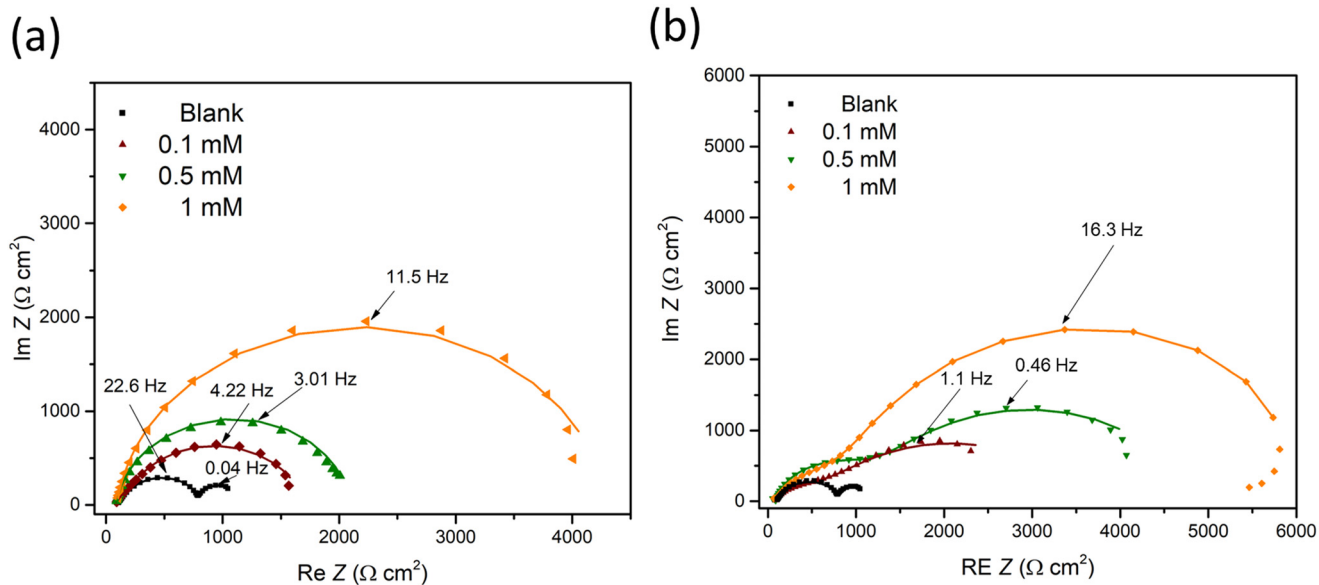 (a)
Blank
0.1 mM
0.5 mM
1 mM
4000
3000
2000
1000
0
Im Z (Ω cm²)
11.5 Hz
3.01 Hz
4.22 Hz
22.6 Hz
0.04 Hz
0 1000 2000 3000 4000
Re Z (Ω cm²)
(b)
Blank
0.1 mM
0.5 mM
1 mM
6000
5000
4000
3000
2000
1000
0
Im Z (Ω cm²)
16.3 Hz
0.46 Hz
1.1 Hz
0 1000 2000 3000 4000 5000 6000
RE Z (Ω cm²)